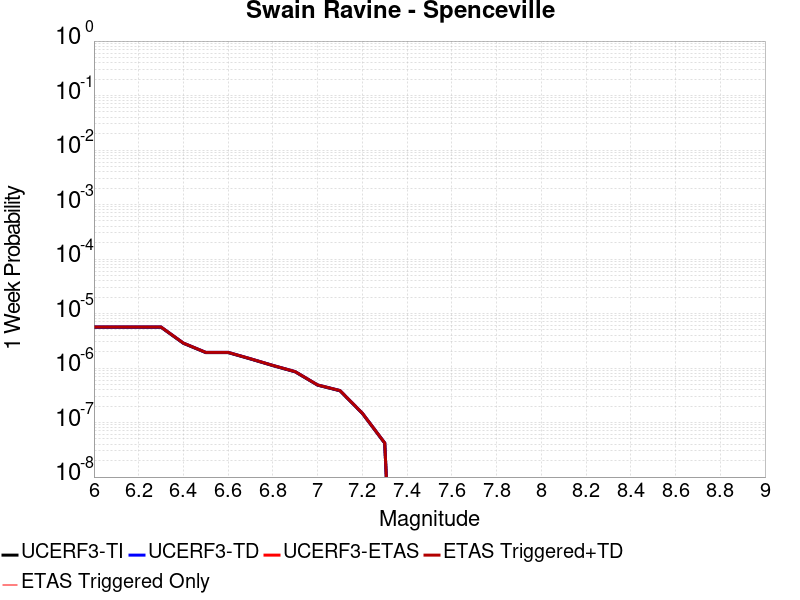 Swain Ravine - Spenceville
1 Week Probability
10^0
10^-1
10^-2
10^-3
10^-4
10^-5
10^-6
10^-7
10^-8
6 6.2 6.4 6.6 6.8 7 7.2 7.4 7.6 7.8 8 8.2 8.4 8.6 8.8 9
Magnitude
UCERF3-TI UCERF3-TD UCERF3-ETAS ETAS Triggered+TD
ETAS Triggered Only